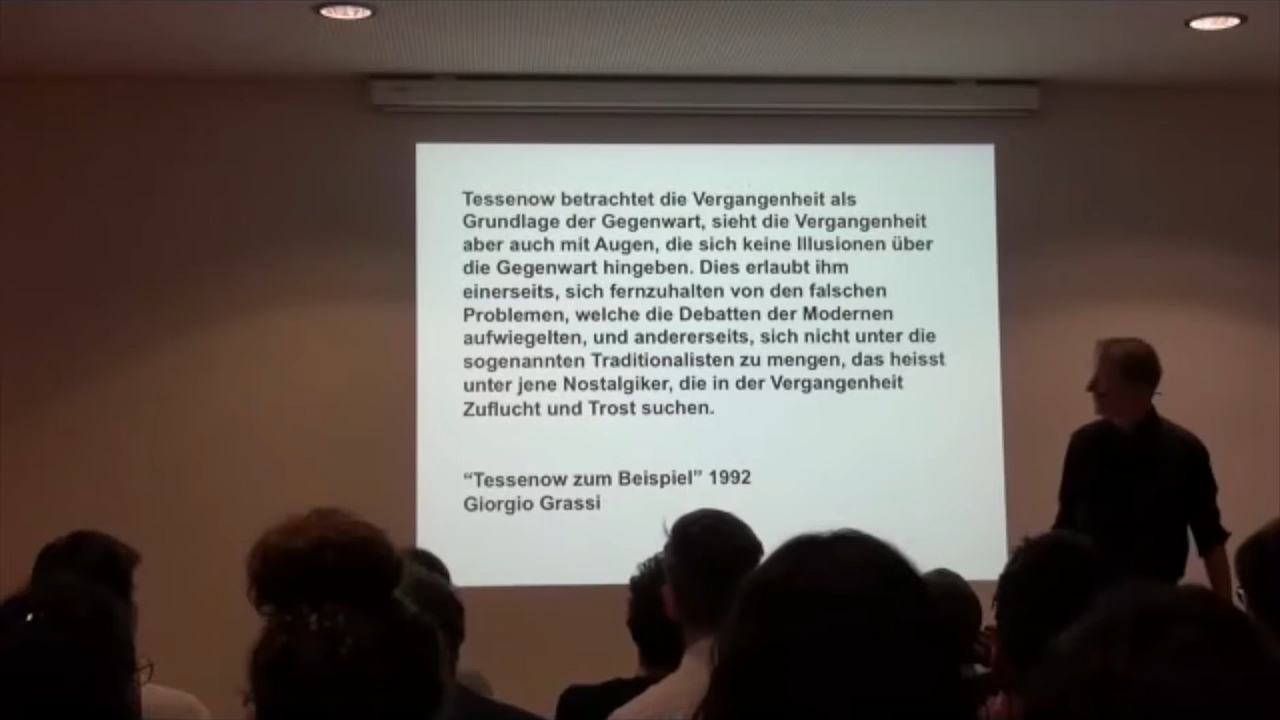 Tessenow betrachtet die Vergangenheit als
Grundlage der Gegenwart, sieht die Vergangenheit
aber auch mit Augen, die sich keine Illusionen über
die Gegenwart hingeben. Dies erlaubt ihm
einerseits, sich fernzuhalten von den falschen
Problemen, welche die Debatten der Modernen
aufwiegelten, und andererseits, sich nicht unter die
sogenannten Traditionalisten zu mengen, das heisst
unter jene Nostalgiker, die in der Vergangenheit
Zuflucht und Trost suchen.
“Tessenow zum Beispiel” 1992
Giorgio Grassi